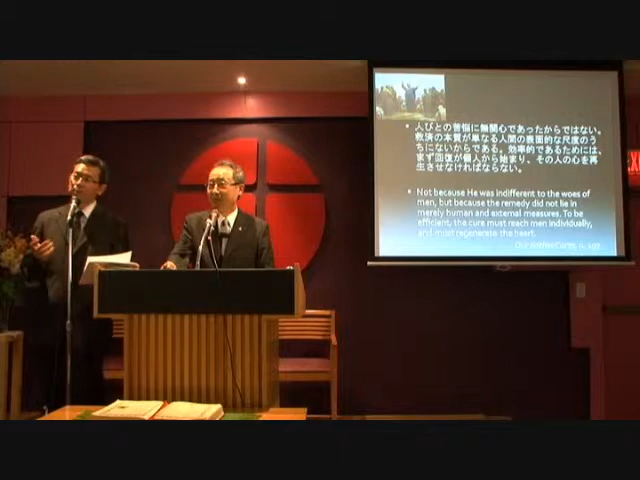 • 人びとの苦悩に無関心であったからではない。
救済の本質が単なる人間の表面的な尺度のう
ちにないからである。効率的であるためには、
まず回復が個人から始まり、その人の心を再
生させなければならない。
• Not because He was indifferent to the woes of
men, but because the remedy did not lie in
merely human and external measures. To be
efficient, the cure must reach men individually,
and must regenerate the heart.
EXI